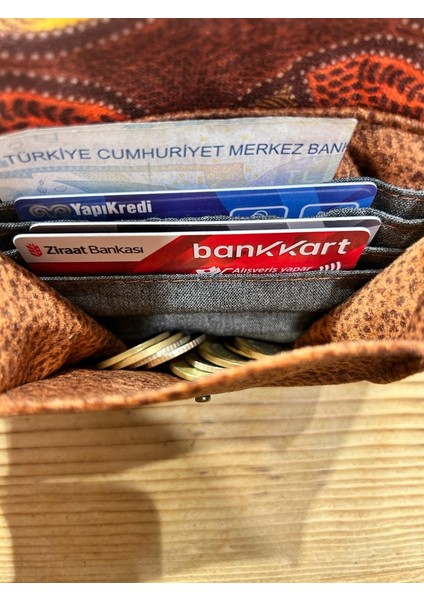 TÜRKİYE CUMHURİYET MERKEZ BANK
YapıKredi
Ziraat Bankası
bankkart
Alışveriş yapar